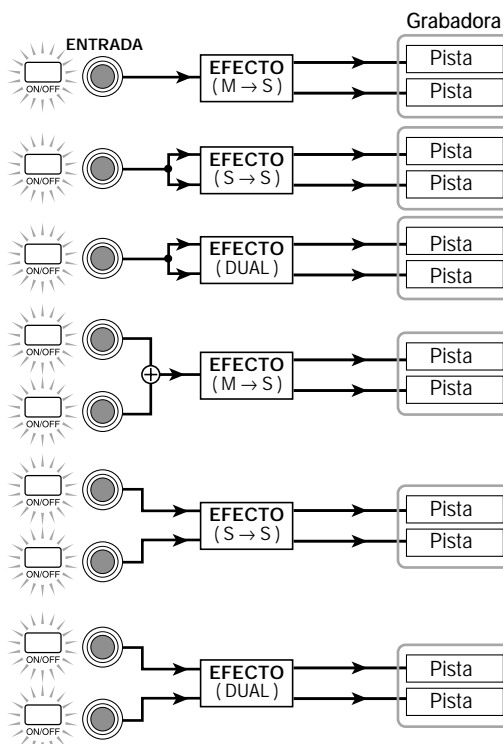 Grabadora
ENTRADA
ON/OFF
EFECTO
(M→S)
Pista
Pista
ON/OFF
EFECTO
(S→S)
Pista
Pista
ON/OFF
EFECTO
(DUAL)
Pista
Pista
ON/OFF
ON/OFF
EFECTO
(M→S)
Pista
Pista
ON/OFF
ON/OFF
EFECTO
(S→S)
Pista
Pista
ON/OFF
ON/OFF
EFECTO
(DUAL)
Pista
Pista